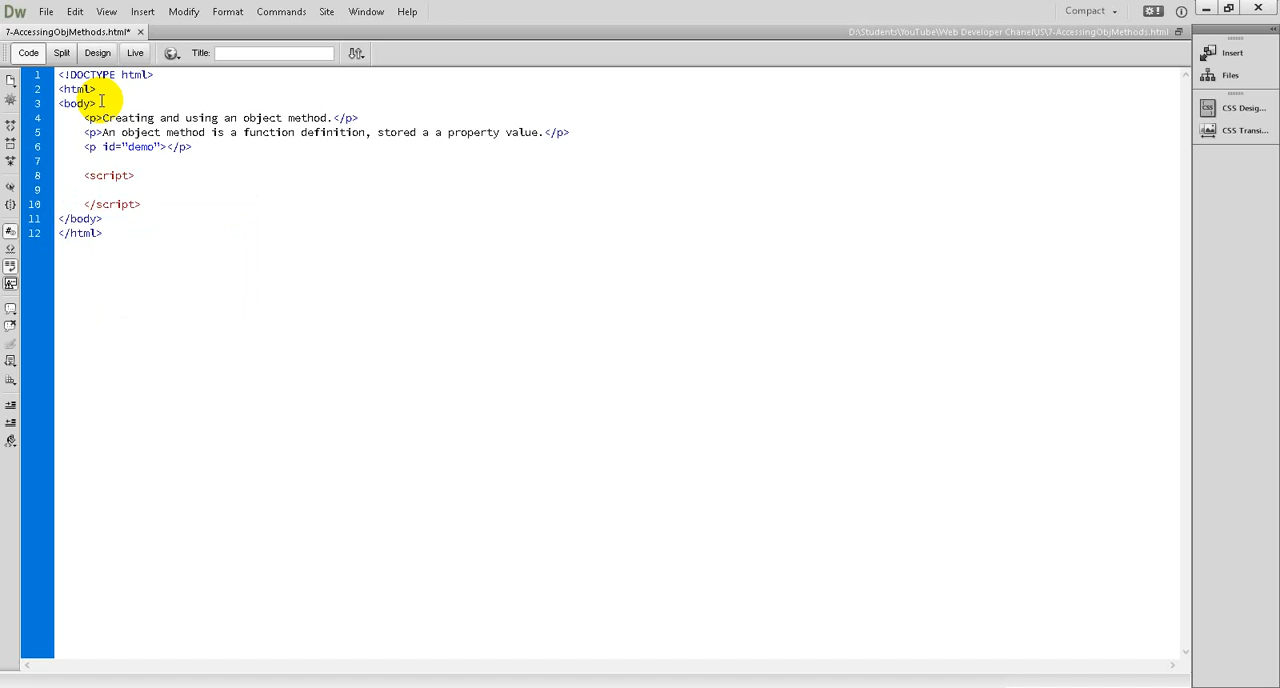 Dw File Edit View Insert Modify Format Commands Site Window Help Compact
7-AccessingObjMethods.html* × D:\Students\YouTube\Web Developer Chanel\JS\7-AccessingObjMethods.html
Code Split Design Live Title:
Insert
Files
CSS Desig...
CSS Transi...
1 <!DOCTYPE html>
2 <html>
3 <body>
4 <p>Creating and using an object method.</p>
5 <p>An object method is a function definition, stored a a property value.</p>
6 <p id="demo"></p>
7
8 <script>
9
10 </script>
11 </body>
12 </html>